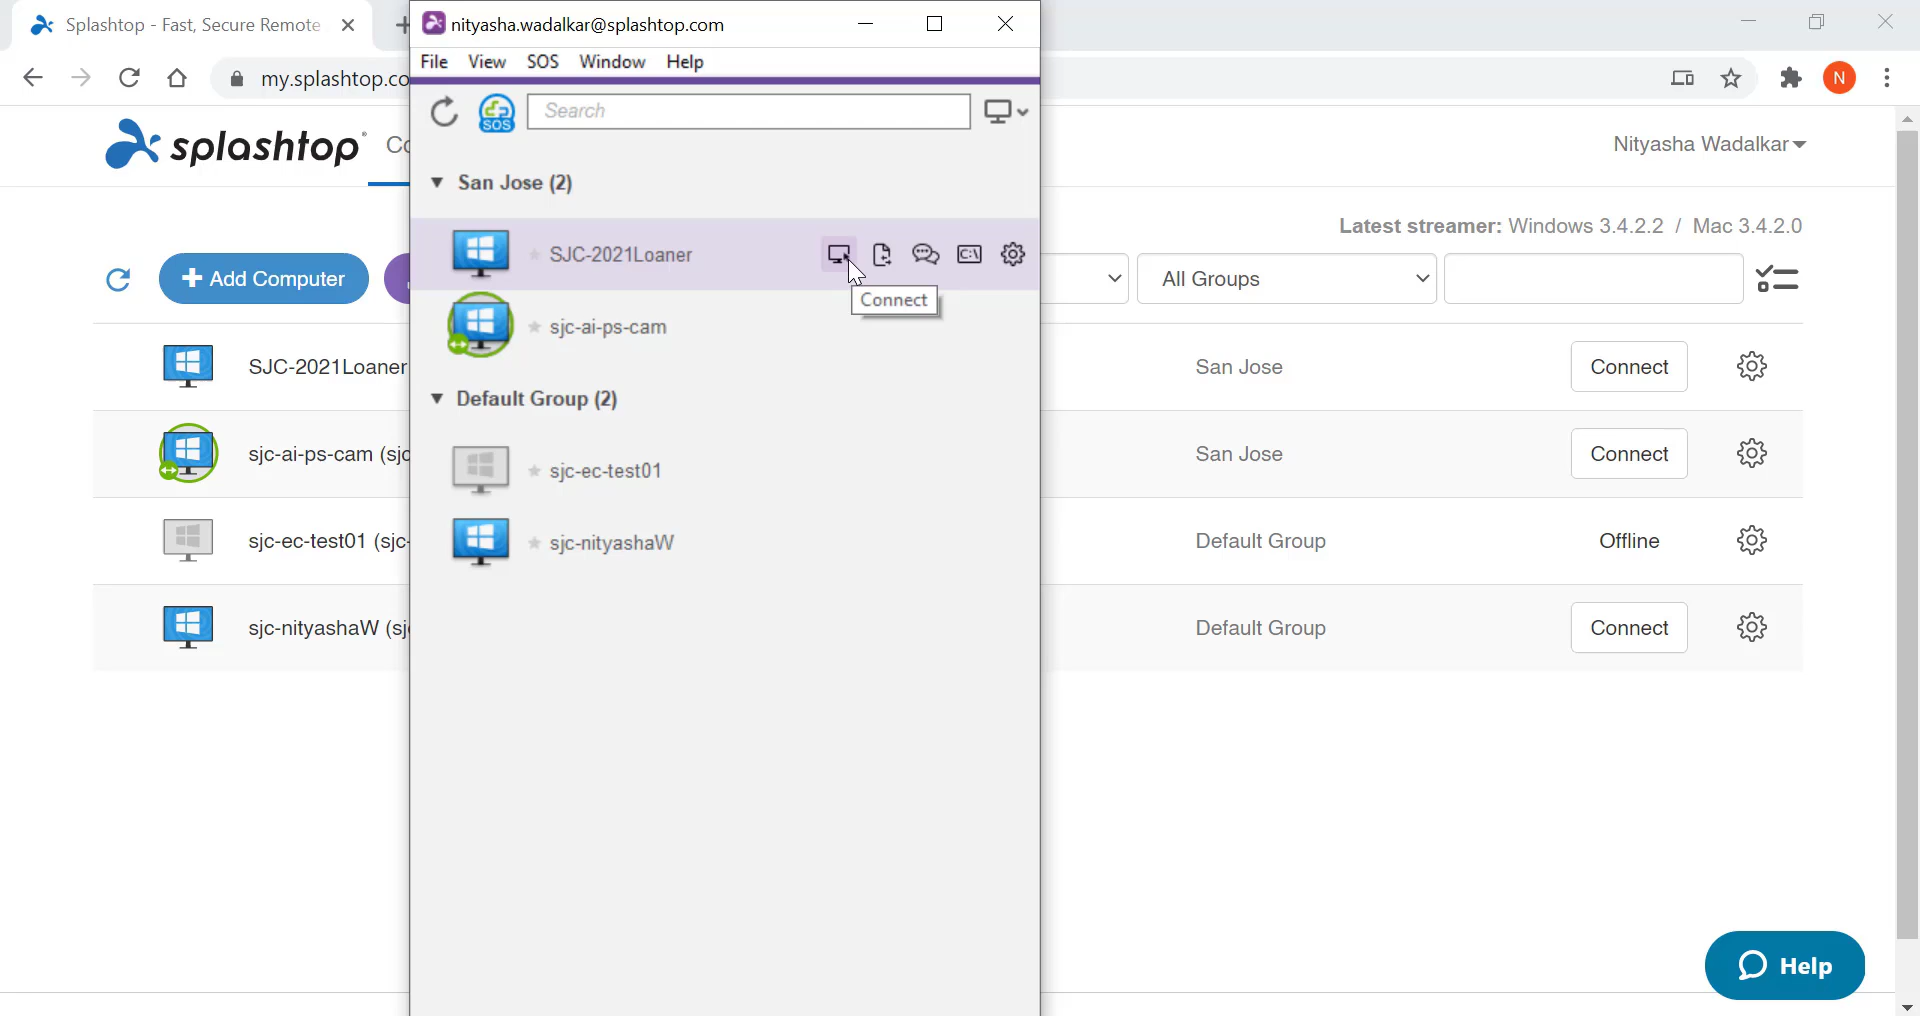 Splashtop - Fast, Secure Remote
nityasha.wadalkar@splashtop.com
my.splashtop.co
File View SOS Window Help
SOS
Search
splashtop
Nityasha Wadalkar
San Jose (2)
Latest streamer: Windows 3.4.2.2 / Mac 3.4.2.0
SJC-2021Loaner
C:\
Connect
+ Add Computer
All Groups
sjc-ai-ps-cam
Default Group (2)
sjc-ec-test01
sjc-nityashaW
SJC-2021Loaner
San Jose
Connect
sjc-ai-ps-cam (sjc
San Jose
Connect
sjc-ec-test01 (sjc-
Default Group
Offline
sjc-nityashaW (sj
Default Group
Connect
N
Help